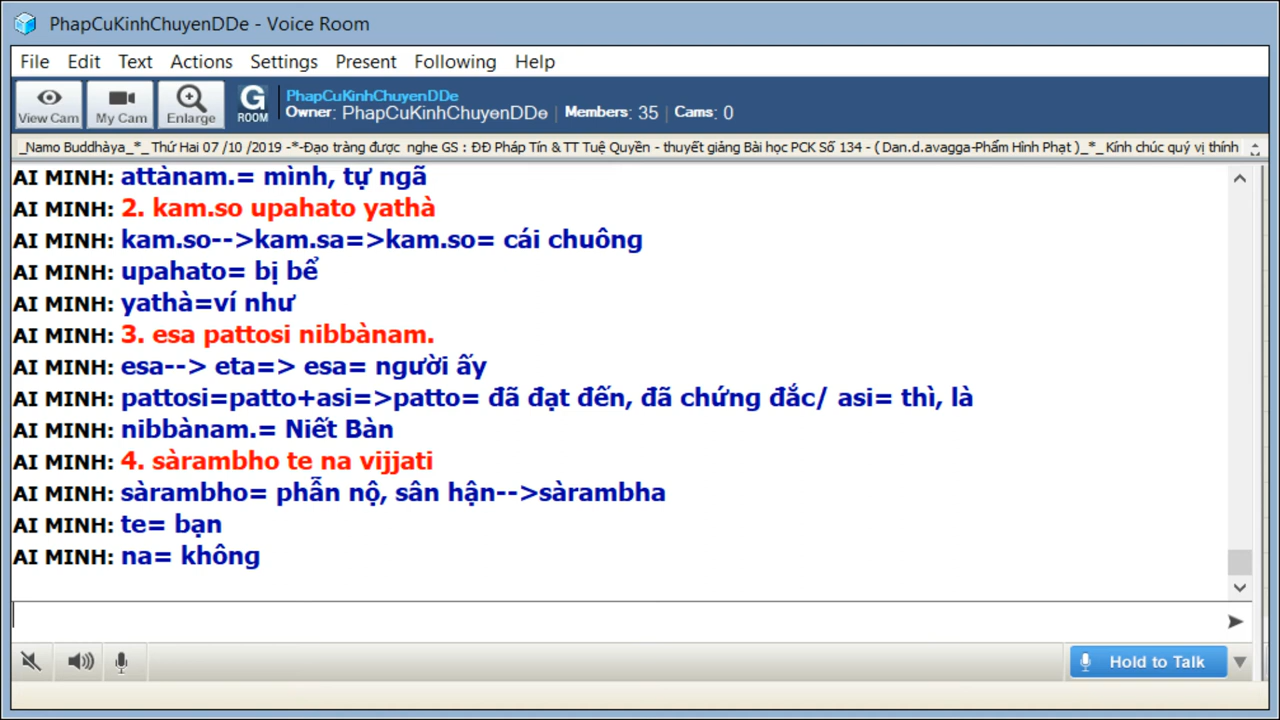 PhapCuKinhChuyenDDe - Voice Room
File Edit Text Actions Settings Present Following Help
View Cam My Cam Enlarge G ROOM PhapCuKinhChuyenDDe
Owner: PhapCuKinhChuyenDDe | Members: 35 | Cams: 0
_Namo Buddhàya_*_ Thứ Hai 07 /10 /2019 -*-Đạo tràng được nghe GS : ĐĐ Pháp Tín & TT Tuệ Quyền - thuyết giảng Bài học PCK Số 134 - ( Dan.d.avagga-Phẩm Hình Phạt )_*_ Kính chúc quý vị thính
AI MINH: attànam.= mình, tự ngã
AI MINH: 2. kam.so upahato yathà
AI MINH: kam.so-->kam.sa=>kam.so= cái chuông
AI MINH: upahato= bị bể
AI MINH: yathà=ví như
AI MINH: 3. esa pattosi nibbànam.
AI MINH: esa--> eta=> esa= người ấy
AI MINH: pattosi=patto+asi=>patto= đã đạt đến, đã chứng đắc/ asi= thì, là
AI MINH: nibbànam.= Niết Bàn
AI MINH: 4. sàrambho te na vijjati
AI MINH: sàrambho= phẫn nộ, sân hận-->sàrambha
AI MINH: te= bạn
AI MINH: na= không
Hold to Talk